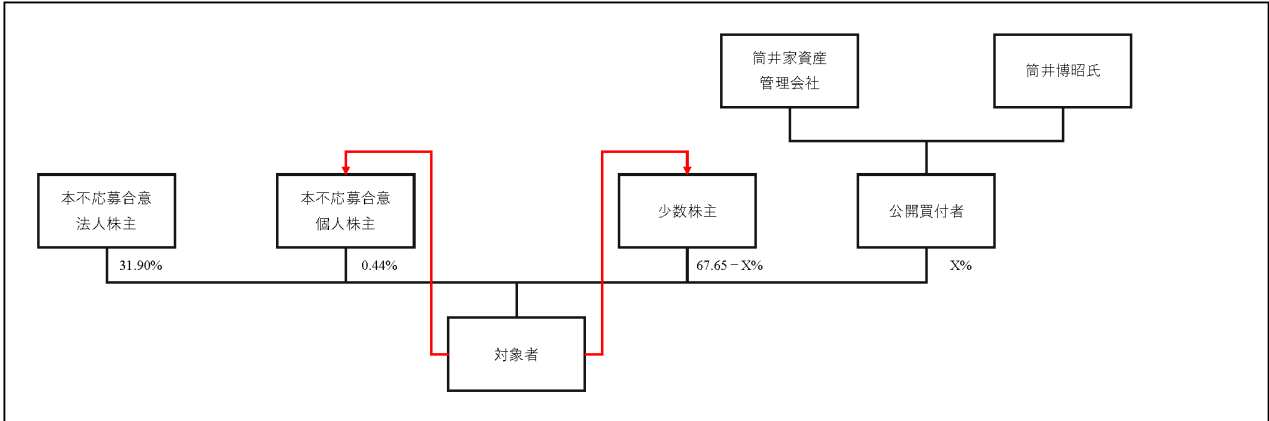 筒井家資産
管理会社
筒井博昭氏
本不応募合意
法人株主
本不応募合意
個人株主
少数株主
公開買付者
31.90%
0.44%
67.65－X%
X%
対象者